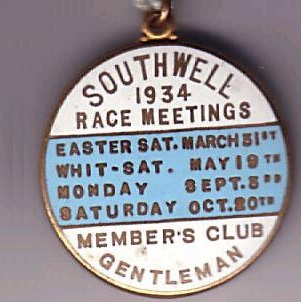 SOUTHWELL
1934
RACE MEETINGS
EASTER SAT. MARCH 31ST
WHIT-SAT. MAY 19TH
MONDAY SEPT. 3RD
SATURDAY OCT. 20TH
MEMBER'S CLUB
GENTLEMAN